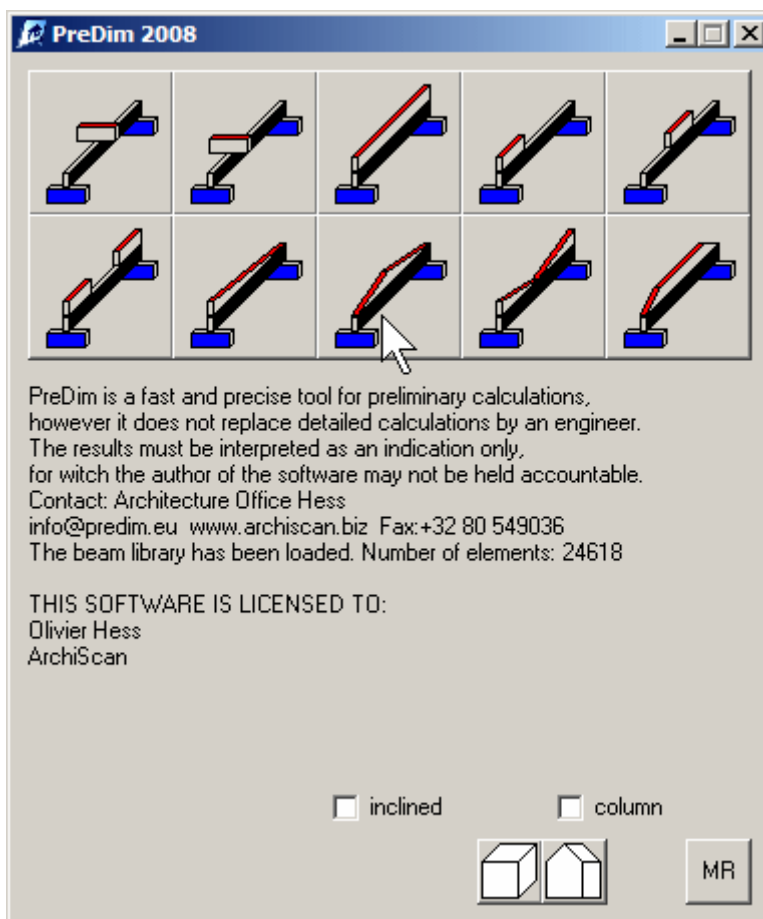 PreDim 2008
PreDim is a fast and precise tool for preliminary calculations,
however it does not replace detailed calculations by an engineer.
The results must be interpreted as an indication only,
for witch the author of the software may not be held accountable.
Contact: Architecture Office Hess
info@predim.eu  www.archiscan.biz  Fax:+32 80 549036
The beam library has been loaded. Number of elements: 24618
THIS SOFTWARE IS LICENSED TO:
Olivier Hess
ArchiScan
inclined column
MR